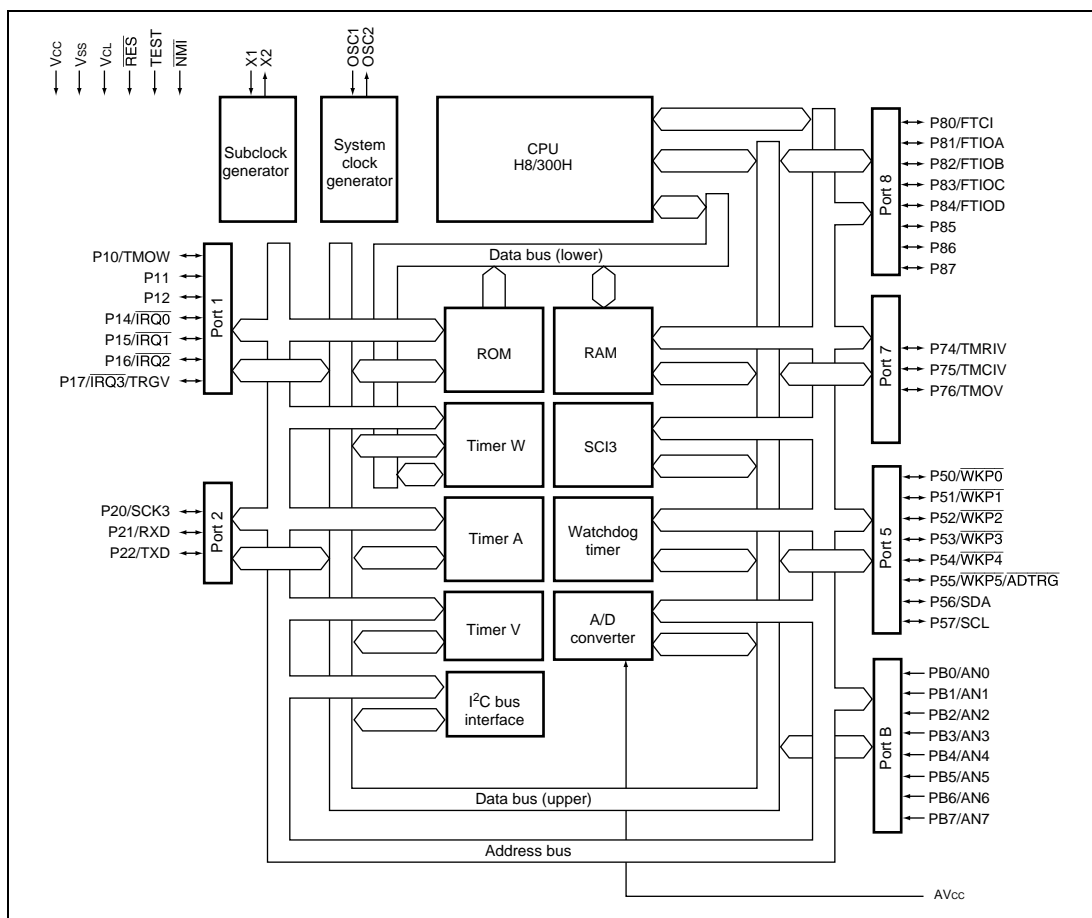 Vcc
Vss
VCL
RES
TEST
NMI
X1
X2
OSC1
OSC2
Subclock
generator
System
clock
generator
CPU
H8/300H
Port 8
P80/FTCI
P81/FTIOA
P82/FTIOB
P83/FTIOC
P84/FTIOD
P85
P86
P87
Data bus (lower)
P10/TMOW
P11
P12
P14/IRQ0
P15/IRQ1
P16/IRQ2
P17/IRQ3/TRGV
Port 1
ROM
RAM
Port 7
P74/TMRIV
P75/TMCIV
P76/TMOV
Timer W
SCI3
P20/SCK3
P21/RXD
P22/TXD
Port 2
Timer A
Watchdog
timer
Port 5
P50/WKP0
P51/WKP1
P52/WKP2
P53/WKP3
P54/WKP4
P55/WKP5/ADTRG
P56/SDA
P57/SCL
Timer V
A/D
converter
I2C bus
interface
Port B
PB0/AN0
PB1/AN1
PB2/AN2
PB3/AN3
PB4/AN4
PB5/AN5
PB6/AN6
PB7/AN7
Data bus (upper)
Address bus
AVcc